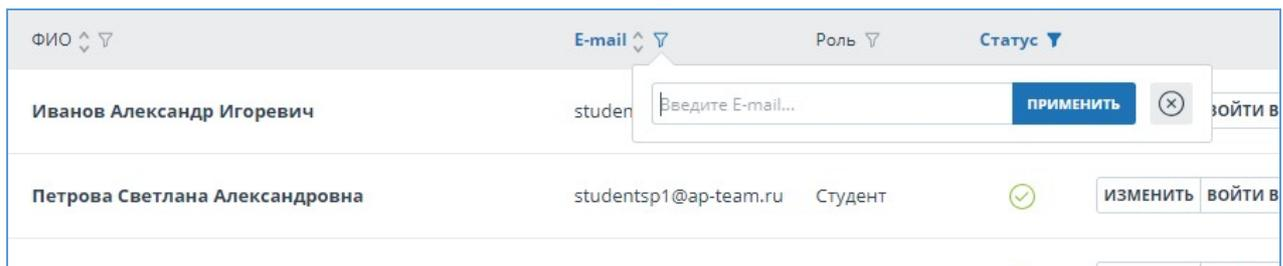 ФИО E-mail Роль Статус
Введите E-mail... ПРИМЕНИТЬ
Иванов Александр Игоревич studen ВОЙТИ В
Петрова Светлана Александровна studentsp1@ap-team.ru Студент ИЗМЕНИТЬ ВОЙТИ В